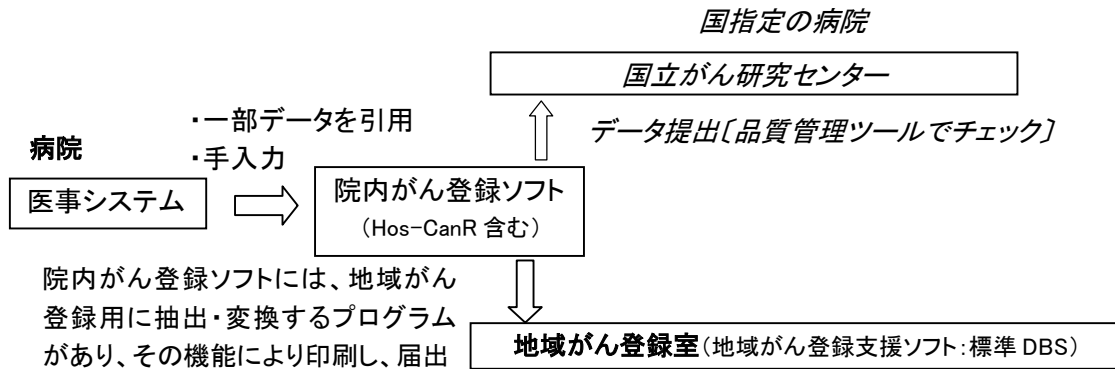 国指定の病院
国立がん研究センター
・一部データを引用
・手入力
データ提出〔品質管理ツールでチェック〕
病院
医事システム
院内がん登録ソフト
（Hos-CanR 含む）
院内がん登録ソフトには、地域がん
登録用に抽出・変換するプログラム
があり、その機能により印刷し、届出
地域がん登録室（地域がん登録支援ソフト：標準 DBS）